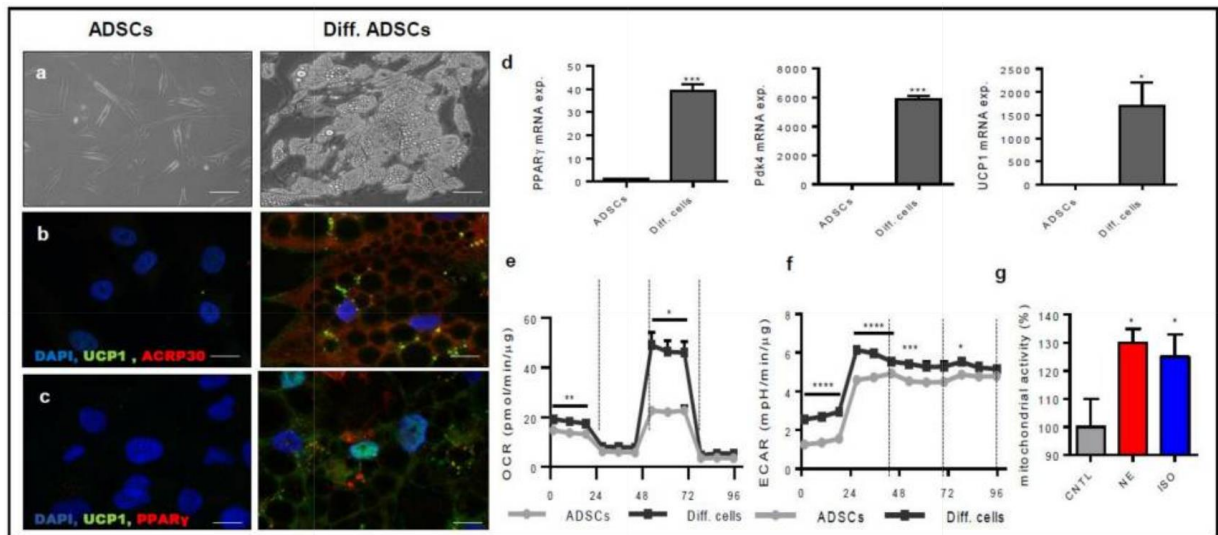 ADSCs
Diff. ADSCs
a
b
DAPI, UCP1 , ACRP30
c
DAPI, UCP1, PPARγ
d
PPARγ mRNA exp.
50
40
30
20
10
0
***
ADSCs
Diff. cells
Pdk4 mRNA exp.
8000
6000
4000
2000
0
***
ADSCs
Diff. cells
UCP1 mRNA exp.
2500
2000
1500
1000
500
0
*
ADSCs
Diff. cells
e
OCR (pmol/min/µg)
60
40
20
0
**
*
0 24 48 72 96
ADSCs
Diff. cells
f
ECAR (mpH/min/µg)
8
6
4
2
0
****
****
***
*
0 24 48 72 96
ADSCs
Diff. cells
g
mitochondrial activity (%)
140
130
120
110
100
90
*
*
CNTL
NE
ISO